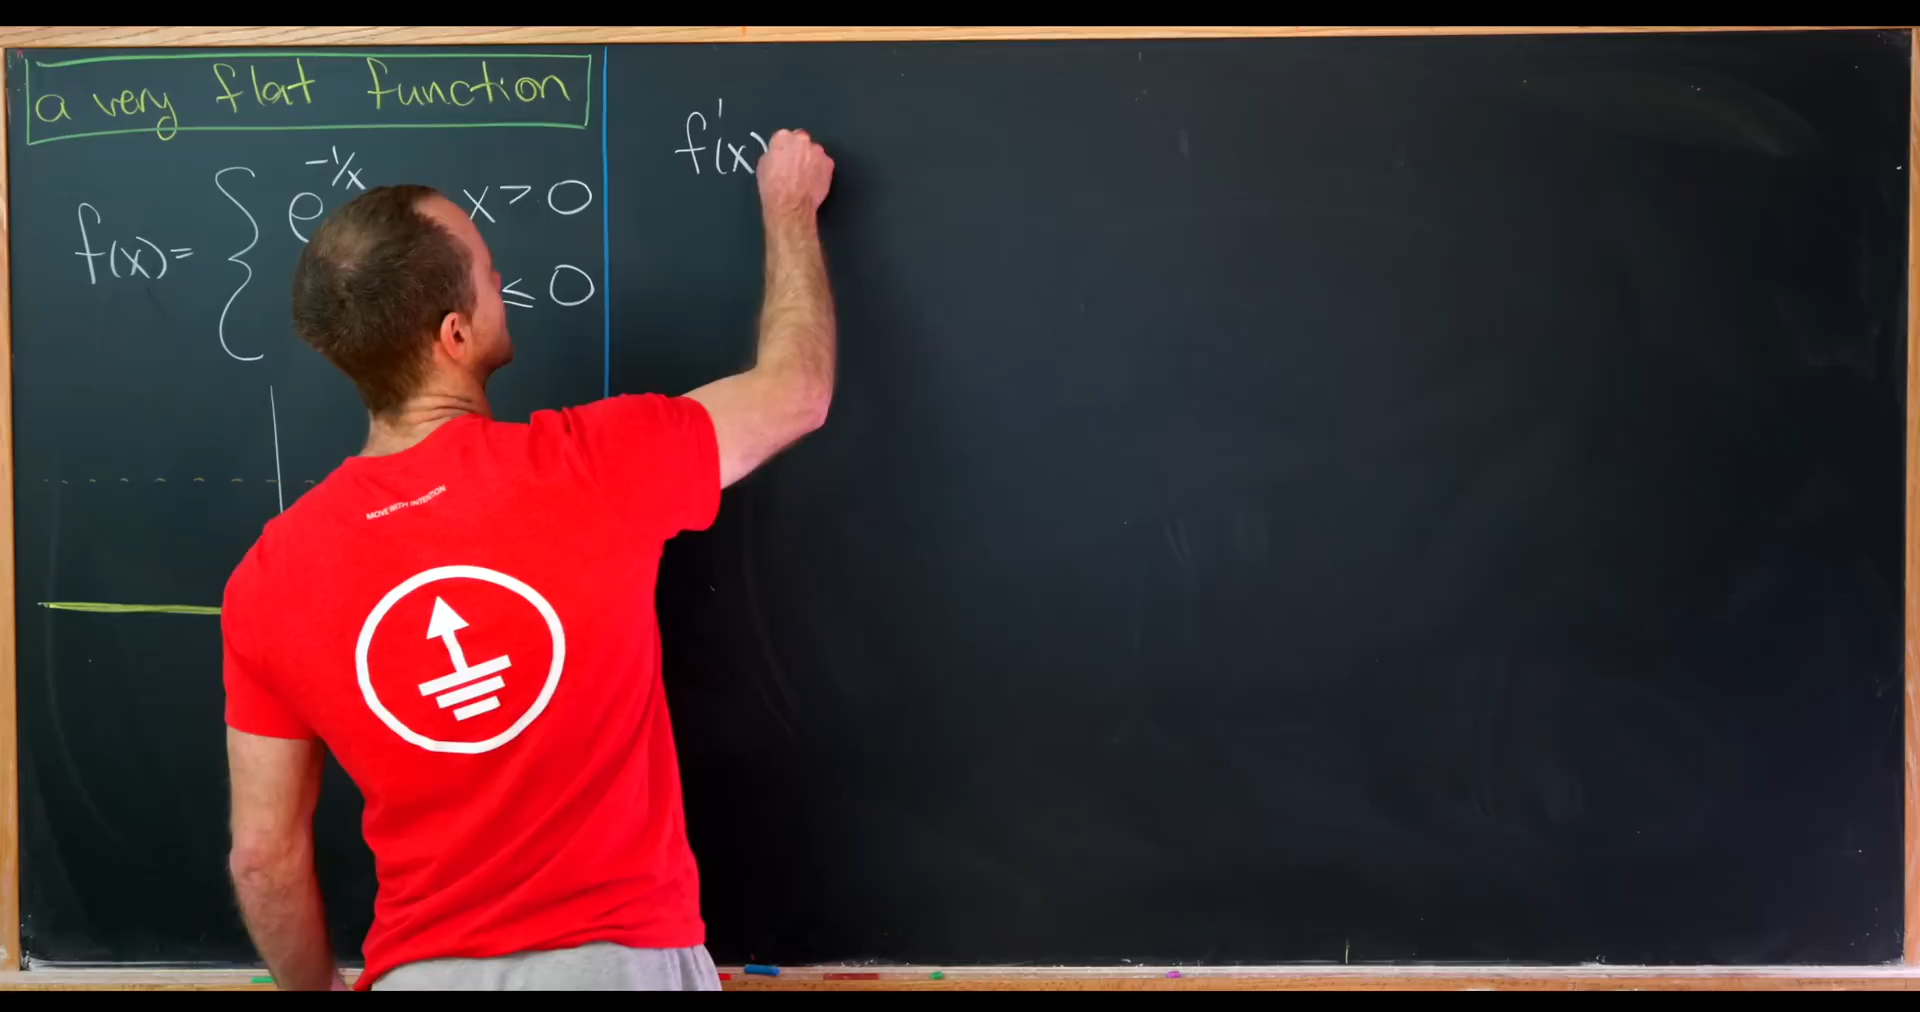 a very flat function
f(x)= { e^{-1/x} x > 0
≤ 0
f'(x)
MOVE WITH INTENTION